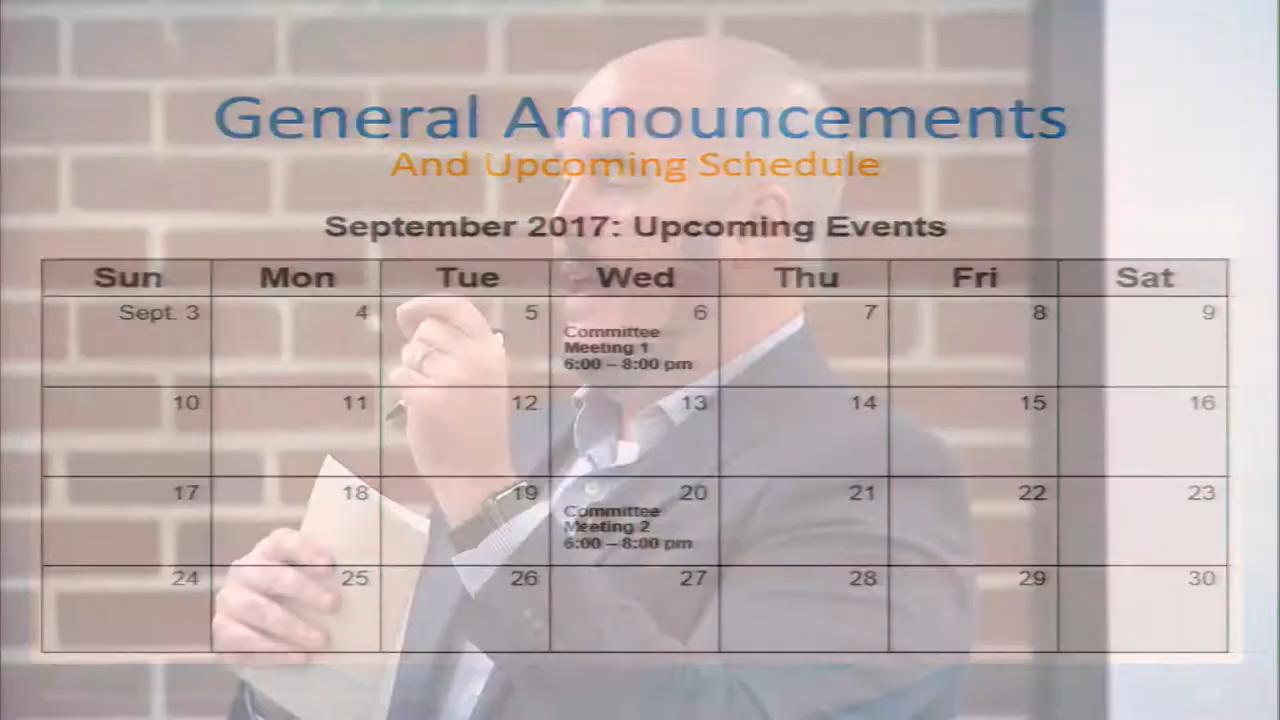 General Announcements
And Upcoming Schedule
September 2017: Upcoming Events
Sun Mon Tue Wed Thu Fri Sat
Sept. 3 4 5 6 7 8 9
Committee
Meeting 1
6:00 – 8:00 pm
10 11 12 13 14 15 16
17 18 19 20 21 22 23
Committee
Meeting 2
6:00 – 8:00 pm
24 25 26 27 28 29 30